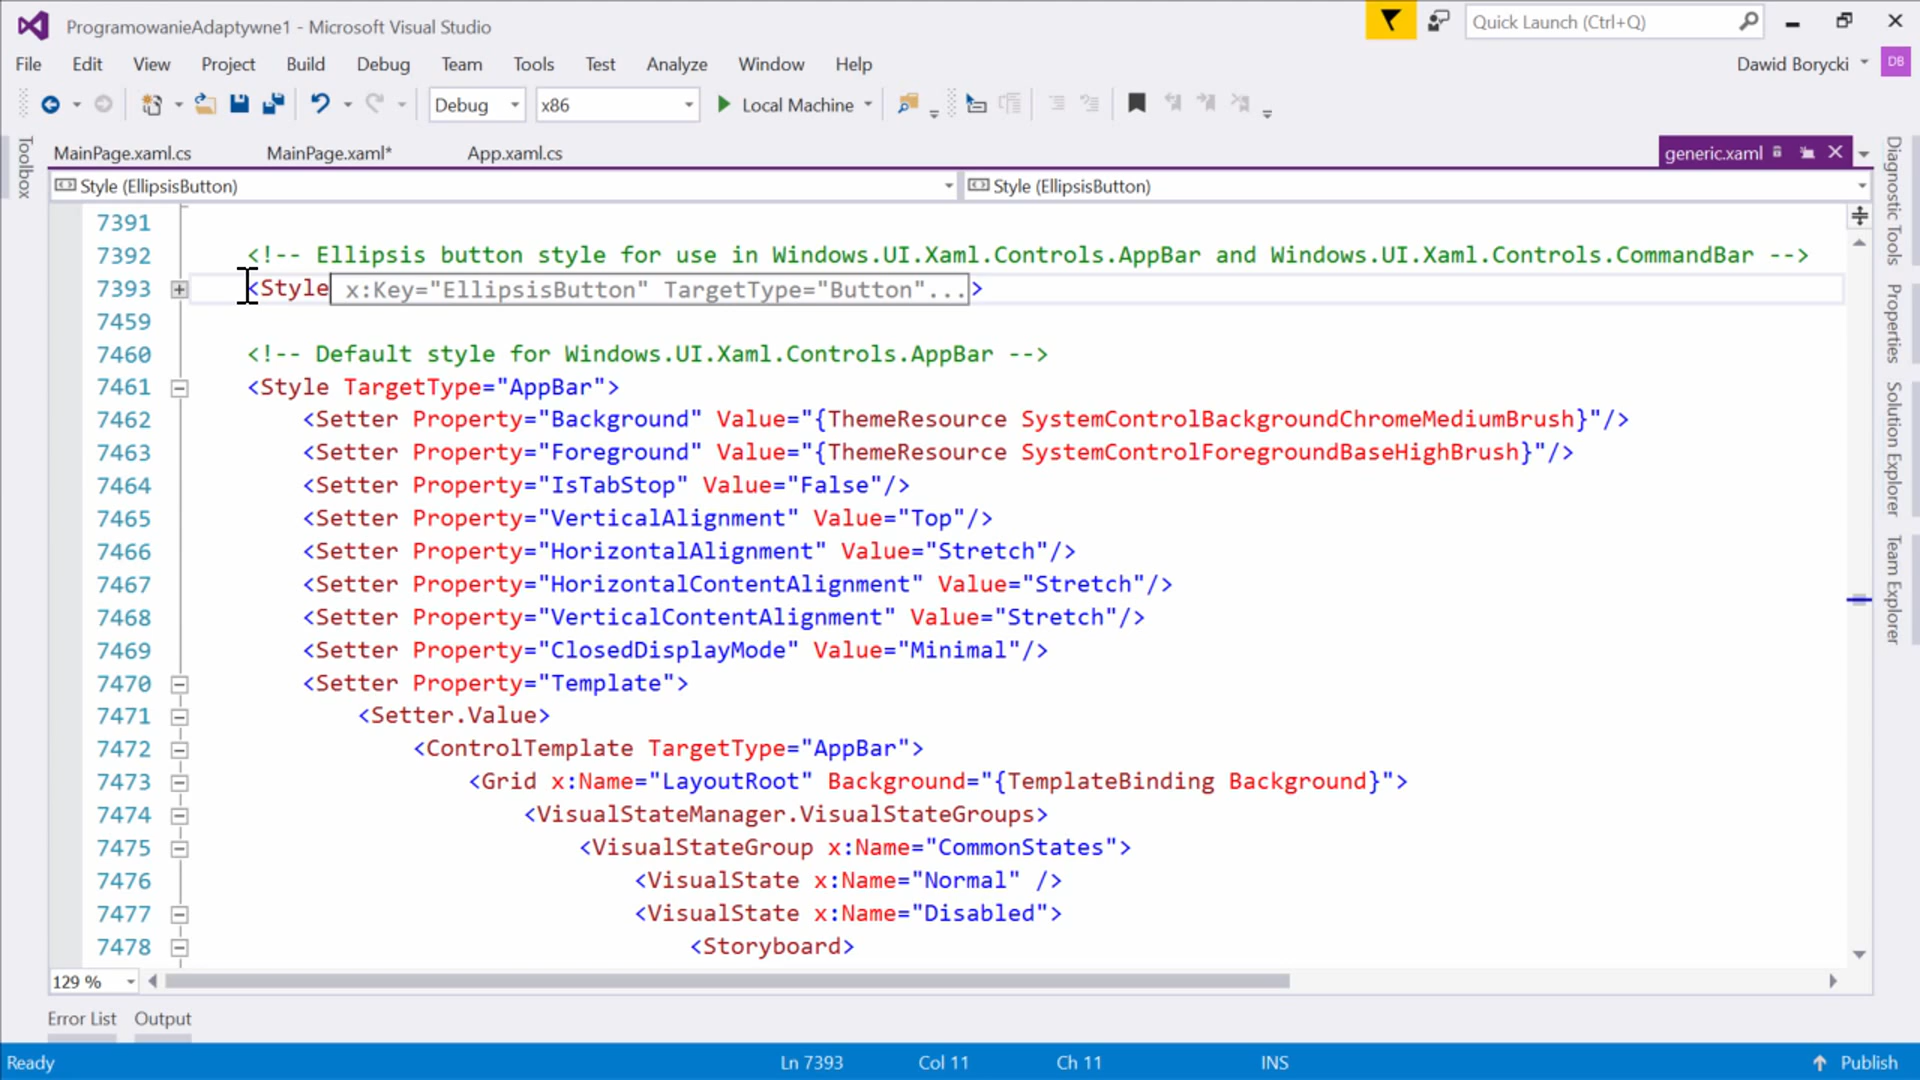 ProgramowanieAdaptywne1 - Microsoft Visual Studio
Quick Launch (Ctrl+Q)
File Edit View Project Build Debug Team Tools Test Analyze Window Help
Dawid Borycki DB
Debug x86 Local Machine
MainPage.xaml.cs MainPage.xaml* App.xaml.cs generic.xaml
Style (EllipsisButton) Style (EllipsisButton)
Toolbox
7391
7392 <!-- Ellipsis button style for use in Windows.UI.Xaml.Controls.AppBar and Windows.UI.Xaml.Controls.CommandBar -->
7393 <Style x:Key="EllipsisButton" TargetType="Button"...>
7459
7460 <!-- Default style for Windows.UI.Xaml.Controls.AppBar -->
7461 <Style TargetType="AppBar">
7462 <Setter Property="Background" Value="{ThemeResource SystemControlBackgroundChromeMediumBrush}"/>
7463 <Setter Property="Foreground" Value="{ThemeResource SystemControlForegroundBaseHighBrush}"/>
7464 <Setter Property="IsTabStop" Value="False"/>
7465 <Setter Property="VerticalAlignment" Value="Top"/>
7466 <Setter Property="HorizontalAlignment" Value="Stretch"/>
7467 <Setter Property="HorizontalContentAlignment" Value="Stretch"/>
7468 <Setter Property="VerticalContentAlignment" Value="Stretch"/>
7469 <Setter Property="ClosedDisplayMode" Value="Minimal"/>
7470 <Setter Property="Template">
7471 <Setter.Value>
7472 <ControlTemplate TargetType="AppBar">
7473 <Grid x:Name="LayoutRoot" Background="{TemplateBinding Background}">
7474 <VisualStateManager.VisualStateGroups>
7475 <VisualStateGroup x:Name="CommonStates">
7476 <VisualState x:Name="Normal" />
7477 <VisualState x:Name="Disabled">
7478 <Storyboard>
Diagnostic Tools
Properties
Solution Explorer
Team Explorer
129 %
Error List Output
Ready Ln 7393 Col 11 Ch 11 INS Publish